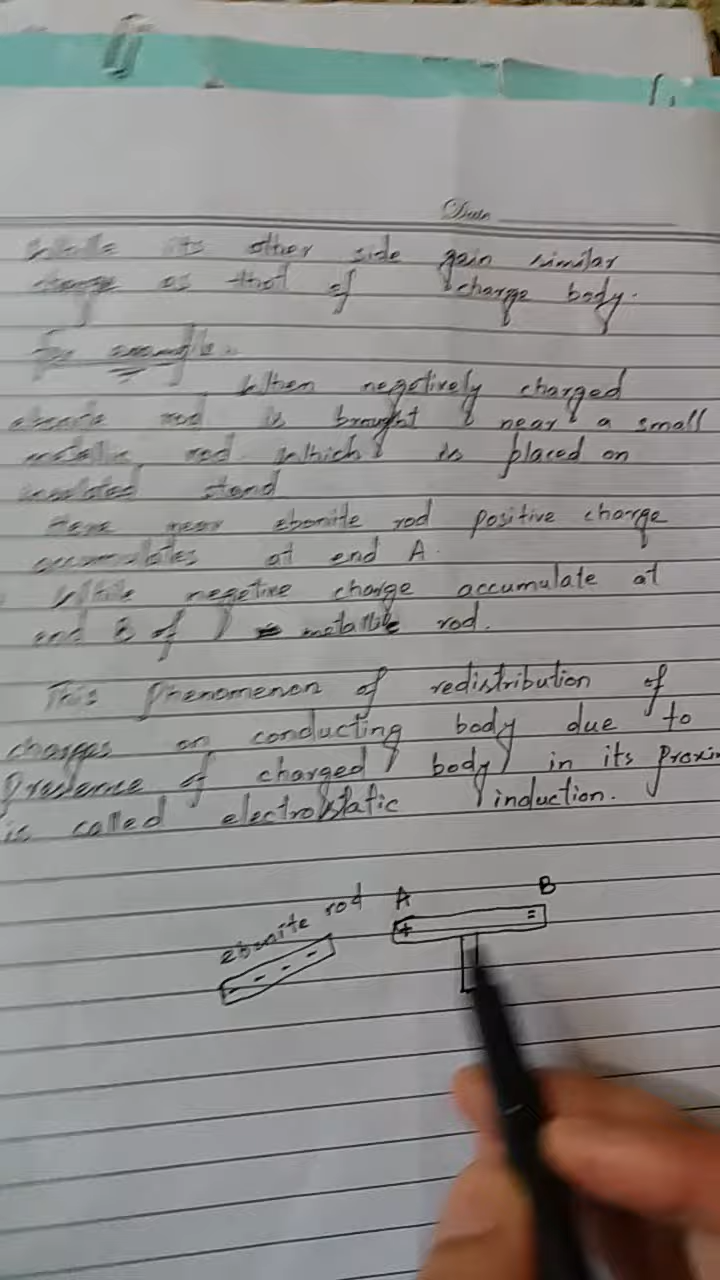 Date
While its other side gain similar
charge as that of charge body.
For example:
When negetively charged
ebonite rod is brought near a small
metallic rod which is placed on
insulated stand
Here near ebonite rod positive charge
accumulates at end A.
While negetive charge accumulate at
end B of metallic rod.
This Phenomenon of redistribution of
charges on conducting body due to
Presence of charged body in its Proxim
is called electrostatic induction.
ebonite rod A B
+ =
- - - -